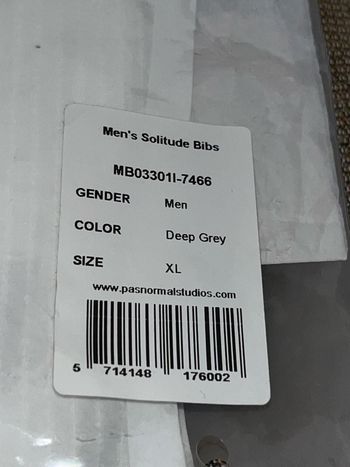 Men's Solitude Bibs
MB03301I-7466
GENDER Men
COLOR Deep Grey
SIZE XL
www.pasnormalstudios.com
5 714148 176002